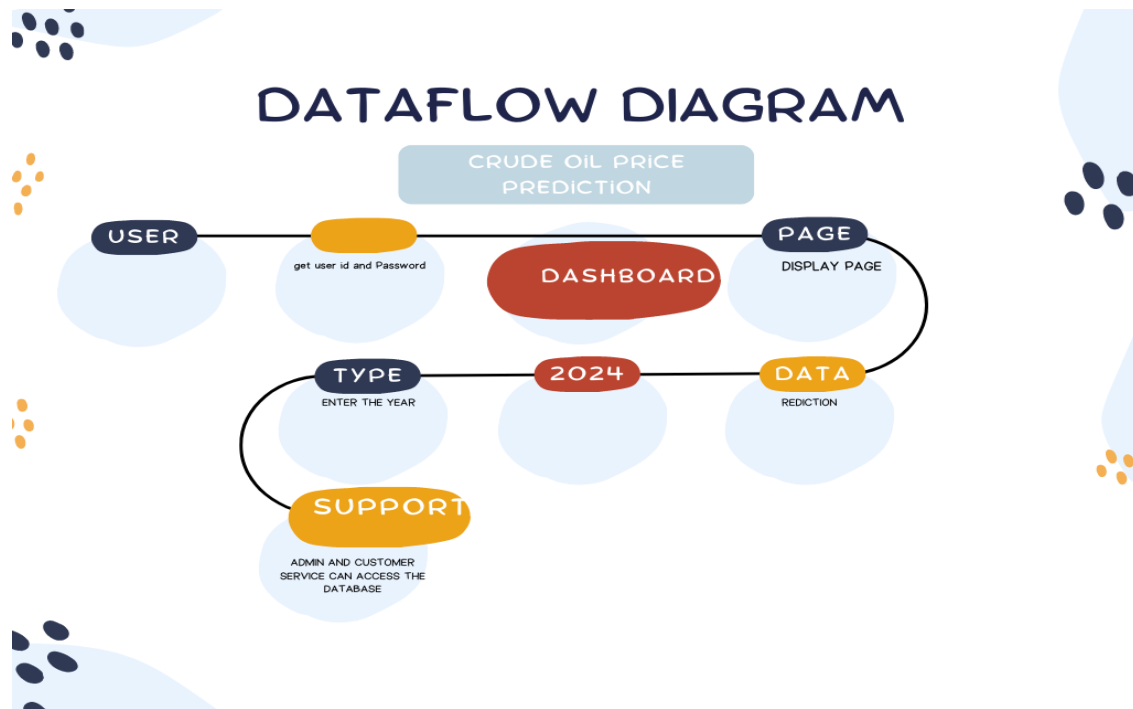 DATAFLOW DIAGRAM
CRUDE OIL PRICE
PREDICTION
USER
get user id and Password
DASHBOARD
PAGE
DISPLAY PAGE
TYPE
ENTER THE YEAR
2024
DATA
REDICTION
SUPPORT
ADMIN AND CUSTOMER
SERVICE CAN ACCESS THE
DATABASE